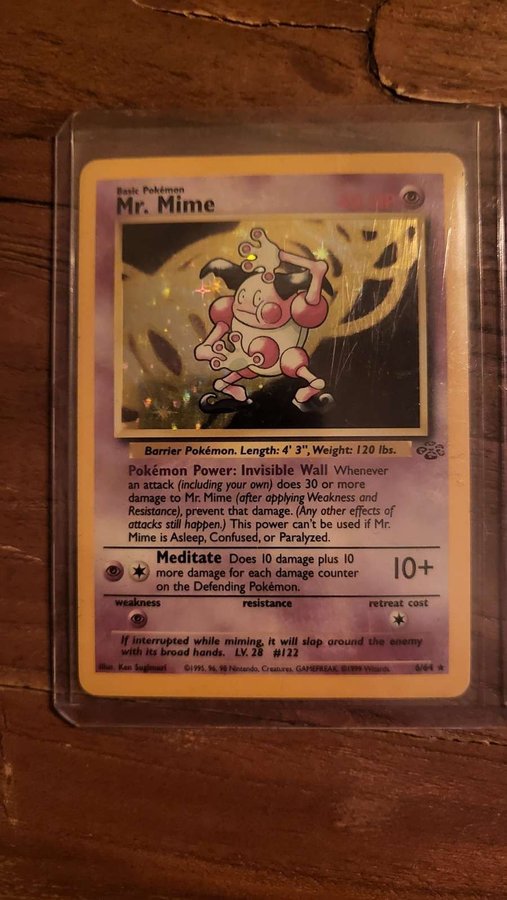 Basic Pokémon
Mr. Mime
Barrier Pokémon. Length: 4' 3", Weight: 120 lbs.
Pokémon Power: Invisible Wall Whenever
an attack (including your own) does 30 or more
damage to Mr. Mime (after applying Weakness and
Resistance), prevent that damage. (Any other effects of
attacks still happen.) This power can't be used if Mr.
Mime is Asleep, Confused, or Paralyzed.
Meditate Does 10 damage plus 10
more damage for each damage counter
on the Defending Pokémon.
10+
weakness resistance retreat cost
If interrupted while miming, it will slap around the enemy
with its broad hands. LV. 28 #122
Illus. Ken Sugimori ©1995, 96, 98 Nintendo, Creatures, GAMEFREAK. ©1999 Wizards. 6/64